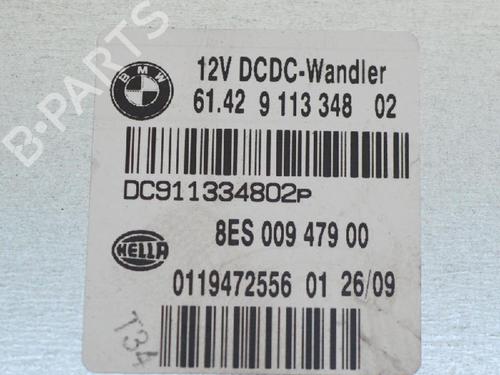 B-PARTS
BMW
12V DCDC-Wandler
61.42 9 113 348 02
DC911334802P
8ES 009 479 00
HELLA
0119472556 01 26/09
T34